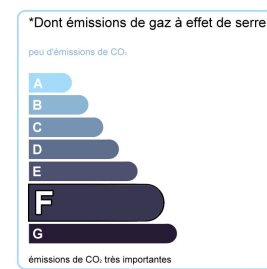 *Dont émissions de gaz à effet de serre
peu d'émissions de CO₂
A
B
C
D
E
F
G
émissions de CO₂ très importantes